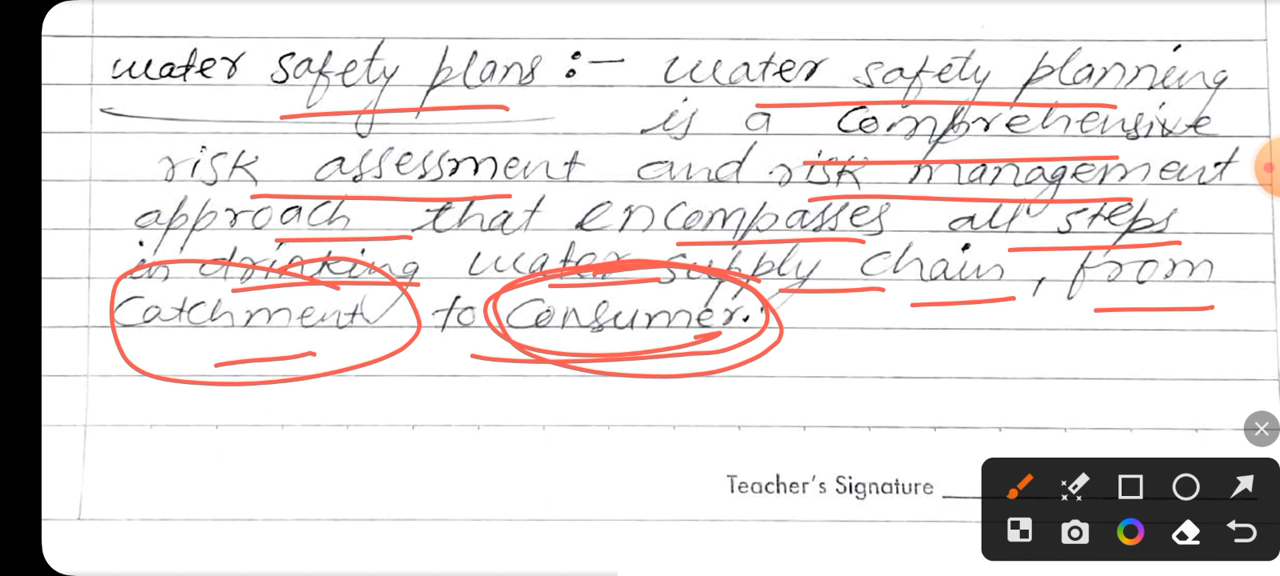 water safety plans :- water safety planning
is a comprehensive
risk assessment and risk management
approach that encompasses all steps
in drinking water supply chain, from
Catchment to Consumer.
Teacher's Signature